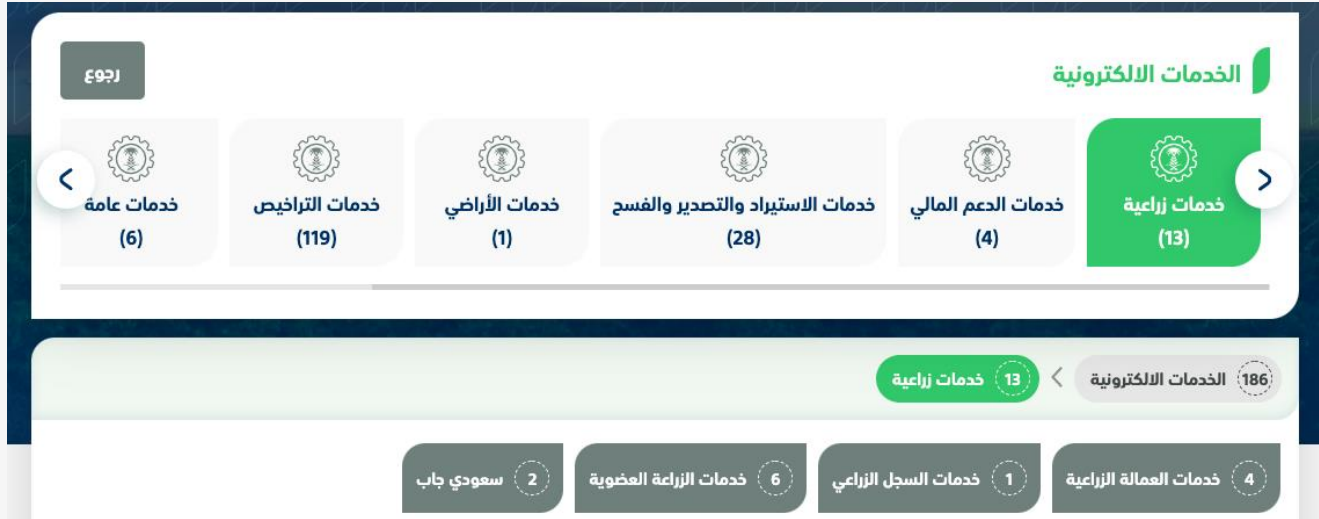 الخدمات الالكترونية
رجوع
خدمات زراعية
(13)
خدمات الدعم المالي
(4)
خدمات الاستيراد والتصدير والفسح
(28)
خدمات الأراضي
(1)
خدمات التراخيص
(119)
خدمات عامة
(6)
186 الخدمات الالكترونية
13 خدمات زراعية
4 خدمات العمالة الزراعية
1 خدمات السجل الزراعي
6 خدمات الزراعة العضوية
2 سعودي جاب